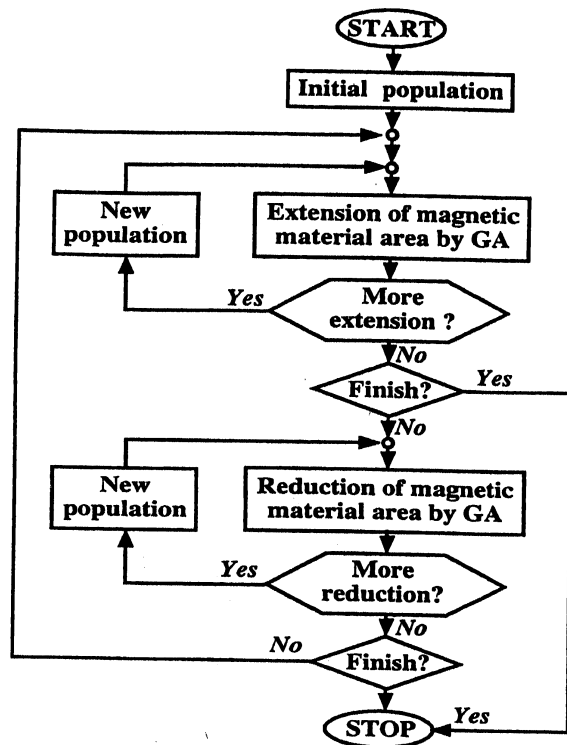 START
Initial population
New
population
Extension of magnetic
material area by GA
Yes
More
extension ?
No
Finish?
Yes
No
New
population
Reduction of magnetic
material area by GA
Yes
More
reduction?
No
No
Finish?
STOP
Yes